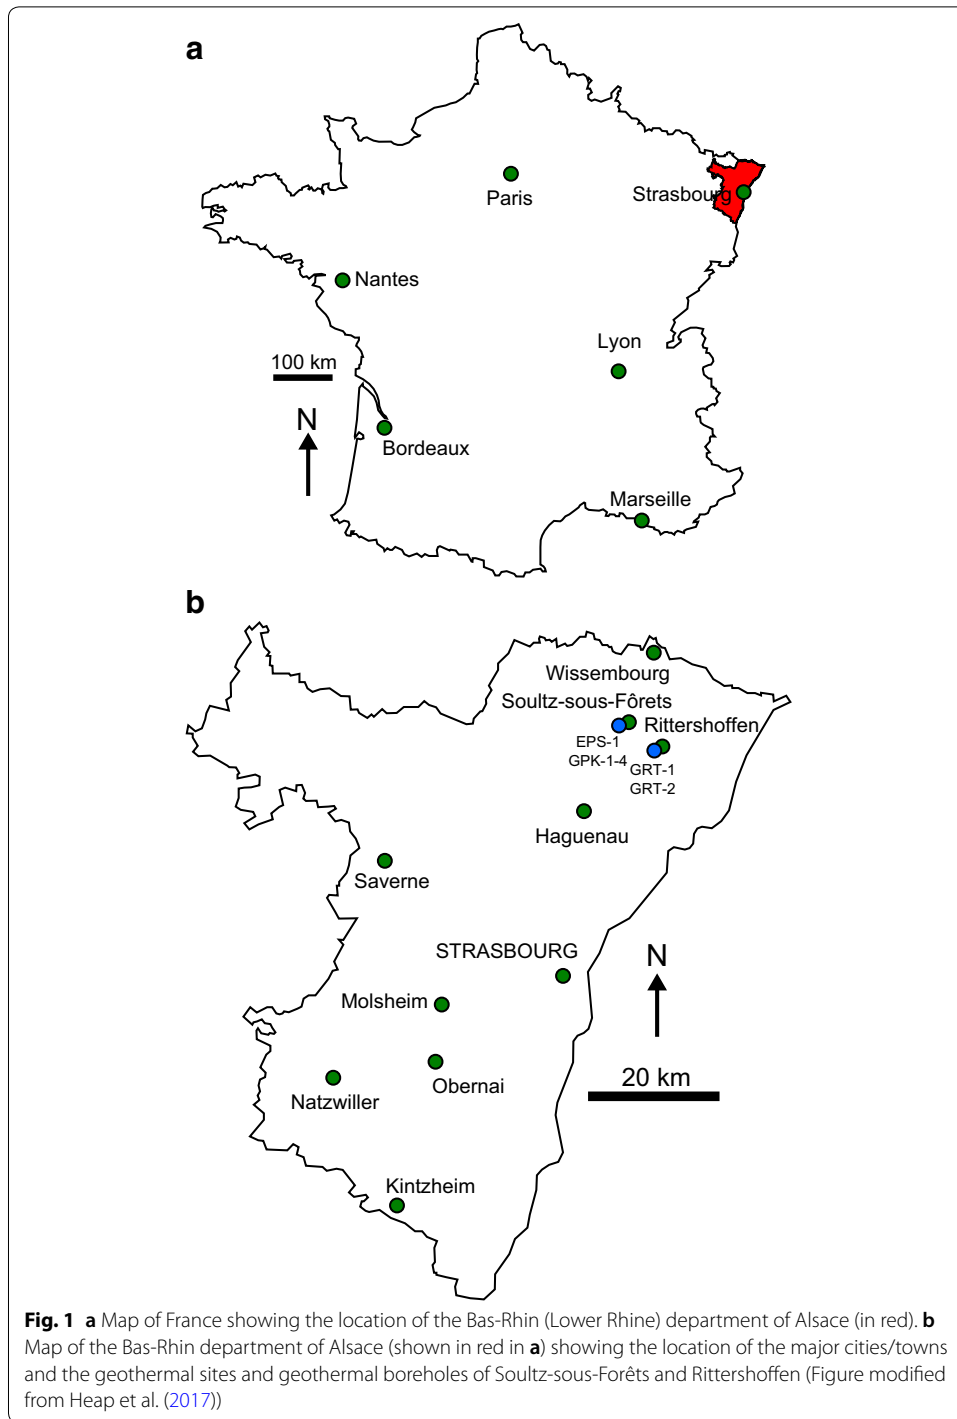 a
Paris
Strasbourg
Nantes
Lyon
100 km
N
Bordeaux
Marseille
b
Wissembourg
Soultz-sous-Fôrets
Rittershoffen
EPS-1
GPK-1-4
GRT-1
GRT-2
Haguenau
Saverne
STRASBOURG
N
Molsheim
20 km
Obernai
Natzwiller
Kintzheim
Fig. 1 a Map of France showing the location of the Bas-Rhin (Lower Rhine) department of Alsace (in red). b
Map of the Bas-Rhin department of Alsace (shown in red in a) showing the location of the major cities/towns
and the geothermal sites and geothermal boreholes of Soultz-sous-Forêts and Rittershoffen (Figure modified
from Heap et al. (2017))